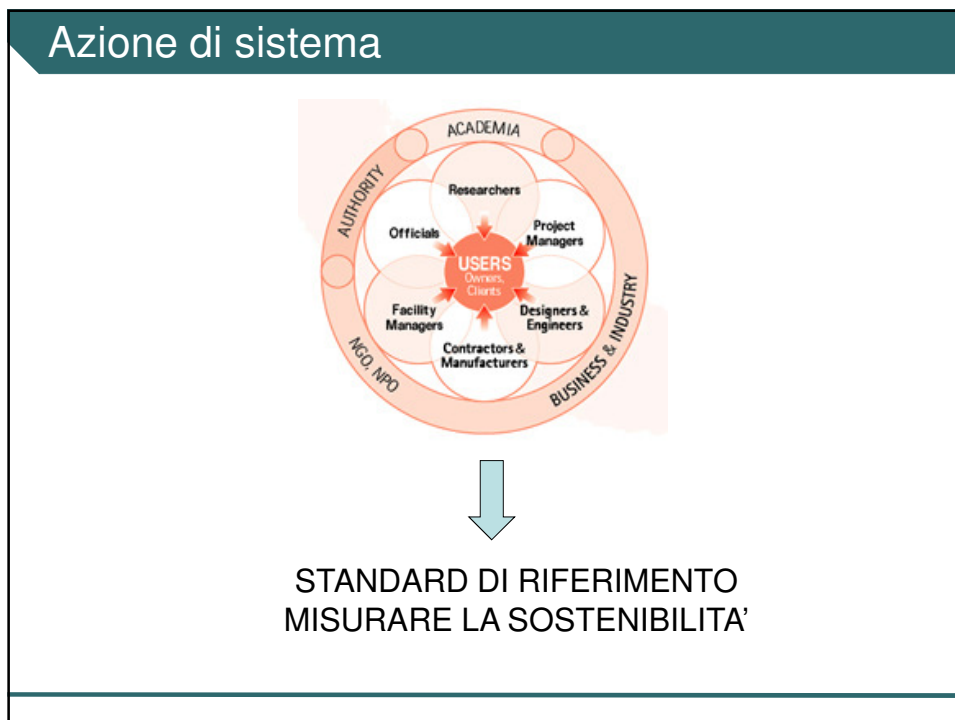 Azione di sistema
ACADEMIA
AUTHORITY
Researchers
Officials
Project
Managers
USERS
Owners,
Clients
Facility
Managers
Designers &
Engineers
Contractors &
Manufacturers
NGO, NPO
BUSINESS & INDUSTRY
STANDARD DI RIFERIMENTO
MISURARE LA SOSTENIBILITA’